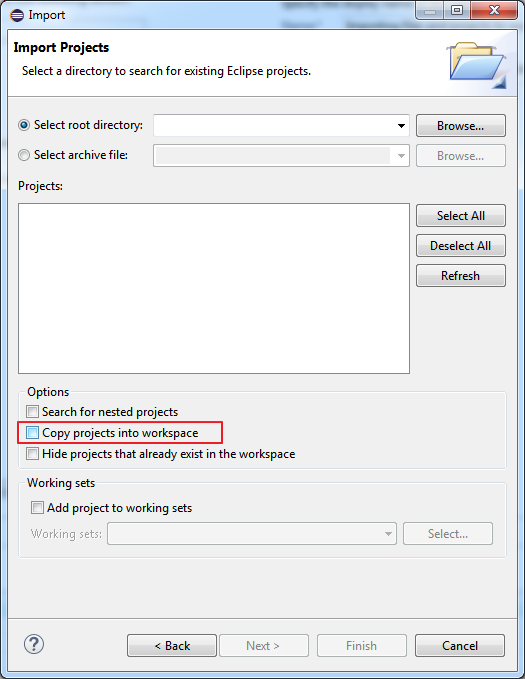 Import
Import Projects
Select a directory to search for existing Eclipse projects.
Select root directory:
Browse...
Select archive file:
Browse...
Projects:
Select All
Deselect All
Refresh
Options
Search for nested projects
Copy projects into workspace
Hide projects that already exist in the workspace
Working sets
Add project to working sets
Working sets:
Select...
?
< Back
Next >
Finish
Cancel